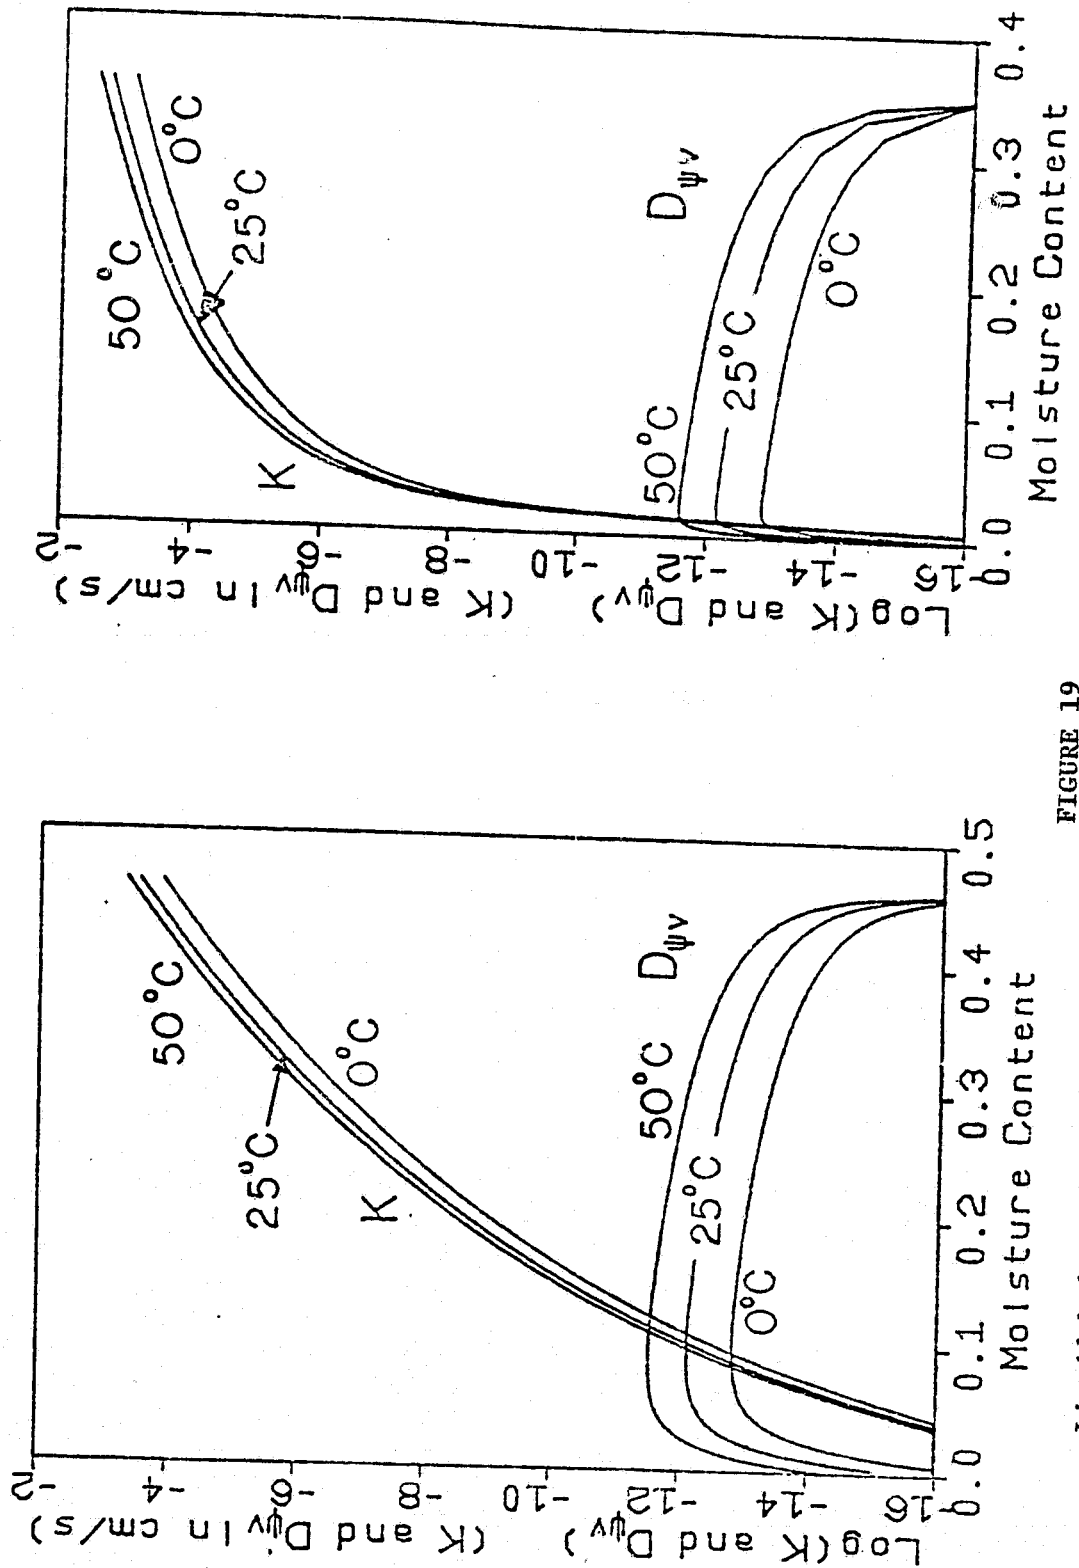 Log(K and Dψv)
(K and Dψv In cm/s)
-2
-4
-6
-8
-10
-12
-14
-16
50°C
25°C
0°C
K
Dψv
50°C
25°C
0°C
0.0 0.1 0.2 0.3 0.4 0.5
Moisture Content
Log(K and Dψv)
(K and Dψv In cm/s)
-2
-4
-6
-8
-10
-12
-14
-16
50°C
25°C
0°C
K
Dψv
50°C
25°C
0°C
0.0 0.1 0.2 0.3 0.4
Moisture Content
FIGURE 19